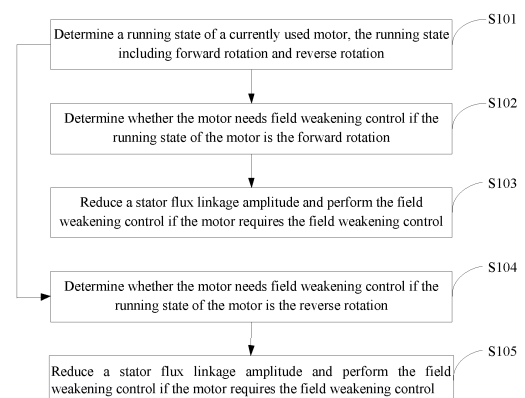 S101
Determine a running state of a currently used motor, the running state
including forward rotation and reverse rotation
S102
Determine whether the motor needs field weakening control if the
running state of the motor is the forward rotation
S103
Reduce a stator flux linkage amplitude and perform the field
weakening control if the motor requires the field weakening control
S104
Determine whether the motor needs field weakening control if the
running state of the motor is the reverse rotation
S105
Reduce a stator flux linkage amplitude and perform the field
weakening control if the motor requires the field weakening control